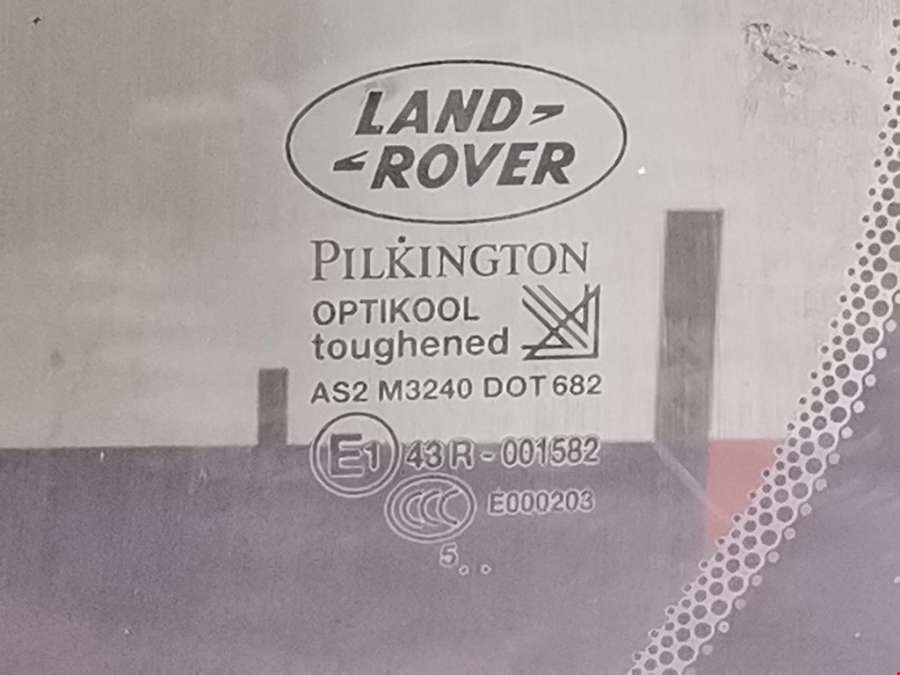 LAND
ROVER
PILKINGTON
OPTIKOOL
toughened
AS2 M3240 DOT 682
E1 43R-001582
CCC E000203
5..